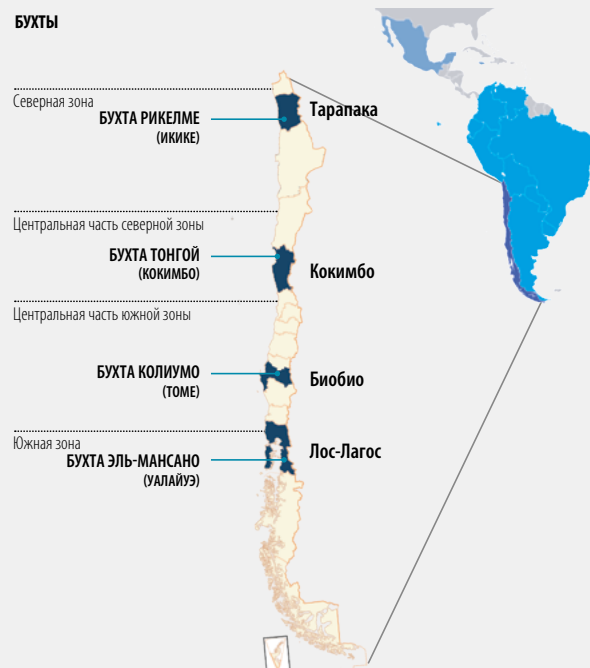 БУХТЫ
Северная зона
БУХТА РИКЕЛМЕ
(ИКИКЕ)
Тарапака
Центральная часть северной зоны
БУХТА ТОНГОЙ
(КОКИМБО)
Кокимбо
Центральная часть южной зоны
БУХТА КОЛИУМО
(ТОМЕ)
Биобио
Южная зона
БУХТА ЭЛЬ-МАНСАНО
(УАЛАЙУЭ)
Лос-Лагос